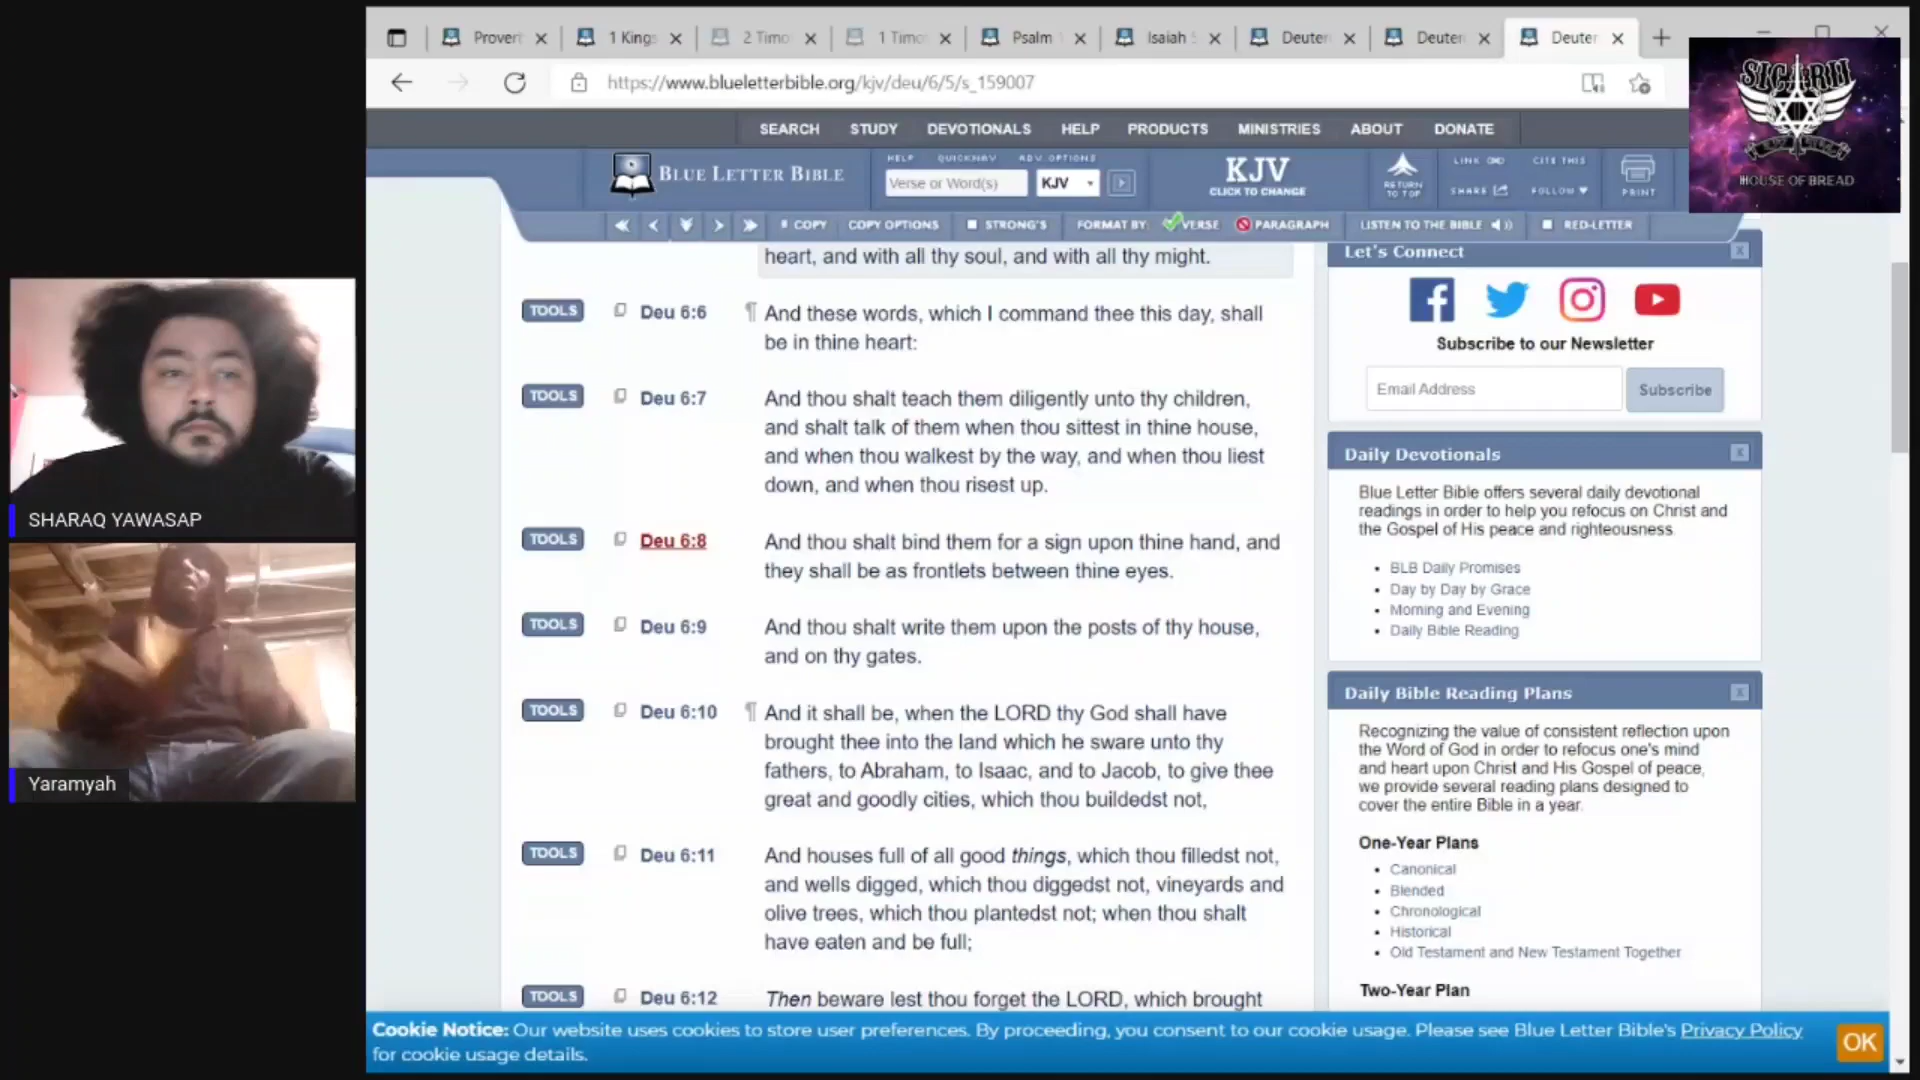 Prover
1 King
2 Timo
1 Timo
Psalm
Isaiah
Deuter
Deuter
Deuter
https://www.blueletterbible.org/kjv/deu/6/5/s_159007
SEARCH STUDY DEVOTIONALS HELP PRODUCTS MINISTRIES ABOUT DONATE
HELP QUICKNAV ADV. OPTIONS
BLUE LETTER BIBLE
Verse or Word(s)
KJV
KJV
CLICK TO CHANGE
RETURN
TO TOP
LINK
CITE THIS
SHARE
FOLLOW
PRINT
COPY COPY OPTIONS STRONG'S FORMAT BY: VERSE PARAGRAPH LISTEN TO THE BIBLE RED-LETTER
SICARII
HOUSE OF BREAD
heart, and with all thy soul, and with all thy might.
TOOLS Deu 6:6 ¶ And these words, which I command thee this day, shall
be in thine heart:
TOOLS Deu 6:7 And thou shalt teach them diligently unto thy children,
and shalt talk of them when thou sittest in thine house,
and when thou walkest by the way, and when thou liest
down, and when thou risest up.
TOOLS Deu 6:8 And thou shalt bind them for a sign upon thine hand, and
they shall be as frontlets between thine eyes.
TOOLS Deu 6:9 And thou shalt write them upon the posts of thy house,
and on thy gates.
TOOLS Deu 6:10 ¶ And it shall be, when the LORD thy God shall have
brought thee into the land which he sware unto thy
fathers, to Abraham, to Isaac, and to Jacob, to give thee
great and goodly cities, which thou buildedst not,
TOOLS Deu 6:11 And houses full of all good things, which thou filledst not,
and wells digged, which thou diggedst not, vineyards and
olive trees, which thou plantedst not; when thou shalt
have eaten and be full;
TOOLS Deu 6:12 Then beware lest thou forget the LORD, which brought
Let's Connect
Subscribe to our Newsletter
Email Address
Subscribe
Daily Devotionals
Blue Letter Bible offers several daily devotional
readings in order to help you refocus on Christ and
the Gospel of His peace and righteousness.
BLB Daily Promises
Day by Day by Grace
Morning and Evening
Daily Bible Reading
Daily Bible Reading Plans
Recognizing the value of consistent reflection upon
the Word of God in order to refocus one's mind
and heart upon Christ and His Gospel of peace,
we provide several reading plans designed to
cover the entire Bible in a year.
One-Year Plans
Canonical
Blended
Chronological
Historical
Old Testament and New Testament Together
Two-Year Plan
SHARAQ YAWASAP
Yaramyah
Cookie Notice: Our website uses cookies to store user preferences. By proceeding, you consent to our cookie usage. Please see Blue Letter Bible's Privacy Policy
for cookie usage details.
OK